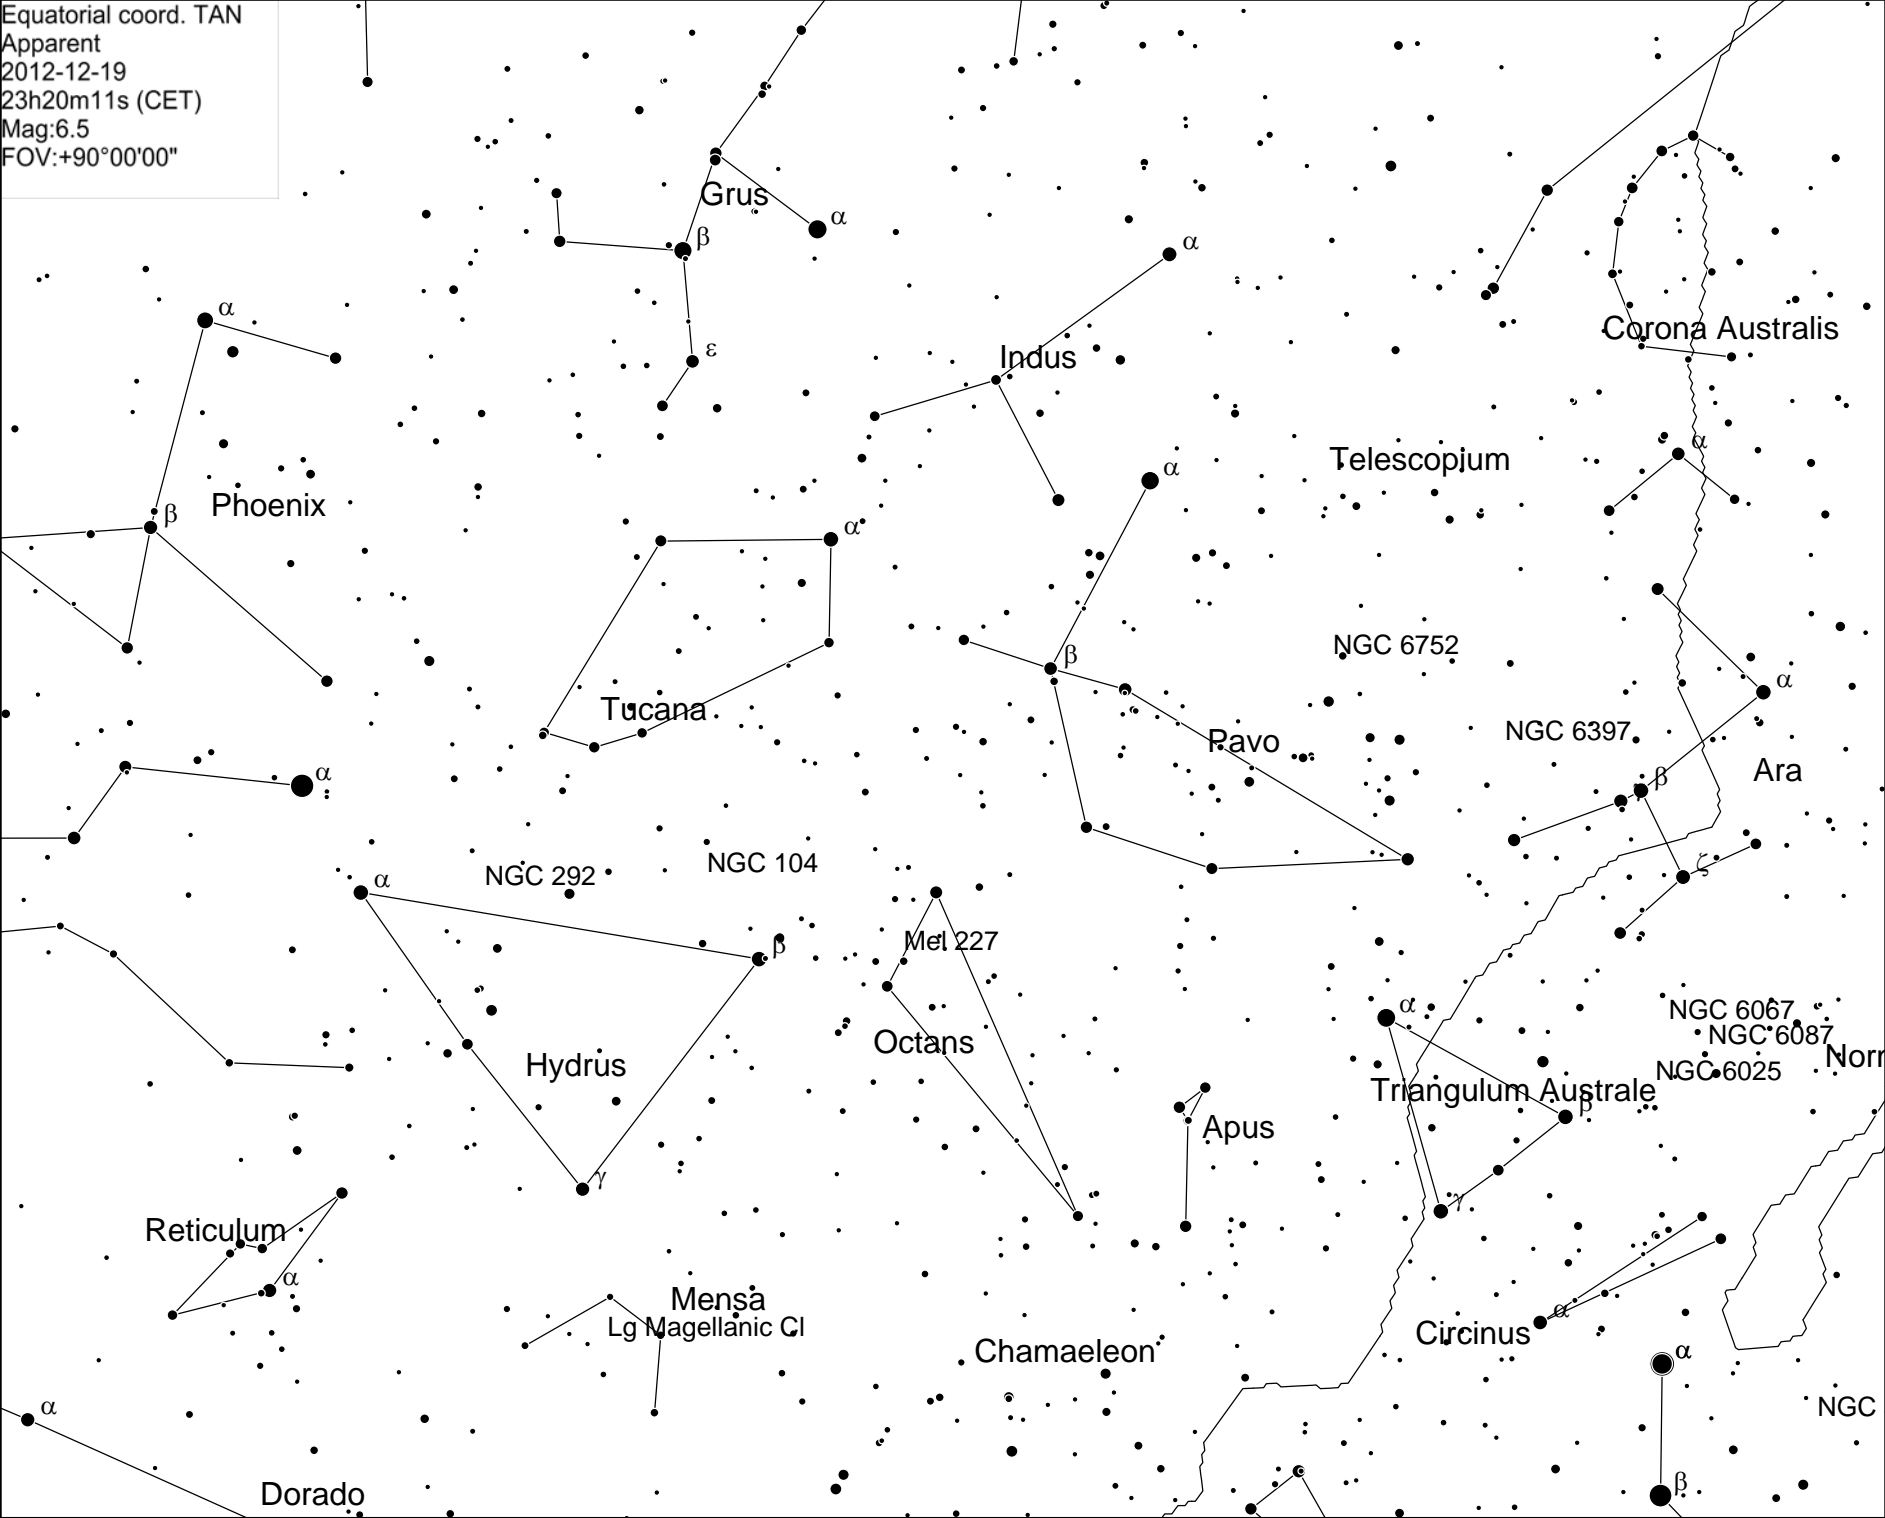 Equatorial coord. TAN
Apparent
2012-12-19
23h20m11s (CET)
Mag:6.5
FOV:+90°00'00"
Grus
α
β
α
α
Corona Australis
ε
Indus
α
Telescopium
α
Phoenix
β
α
NGC 6752
β
α
Tucana
NGC 6397
Pavo
Ara
α
β
NGC 104
NGC 292
ζ
α
Mel 227
β
α
NGC 6067
NGC 6087
Octans
Norr
Hydrus
NGC 6025
Triangulum Australe
β
Apus
γ
γ
Reticulum
α
Mensa
α
Lg Magellanic Cl
Circinus
Chamaeleon
α
α
NGC
β
Dorado